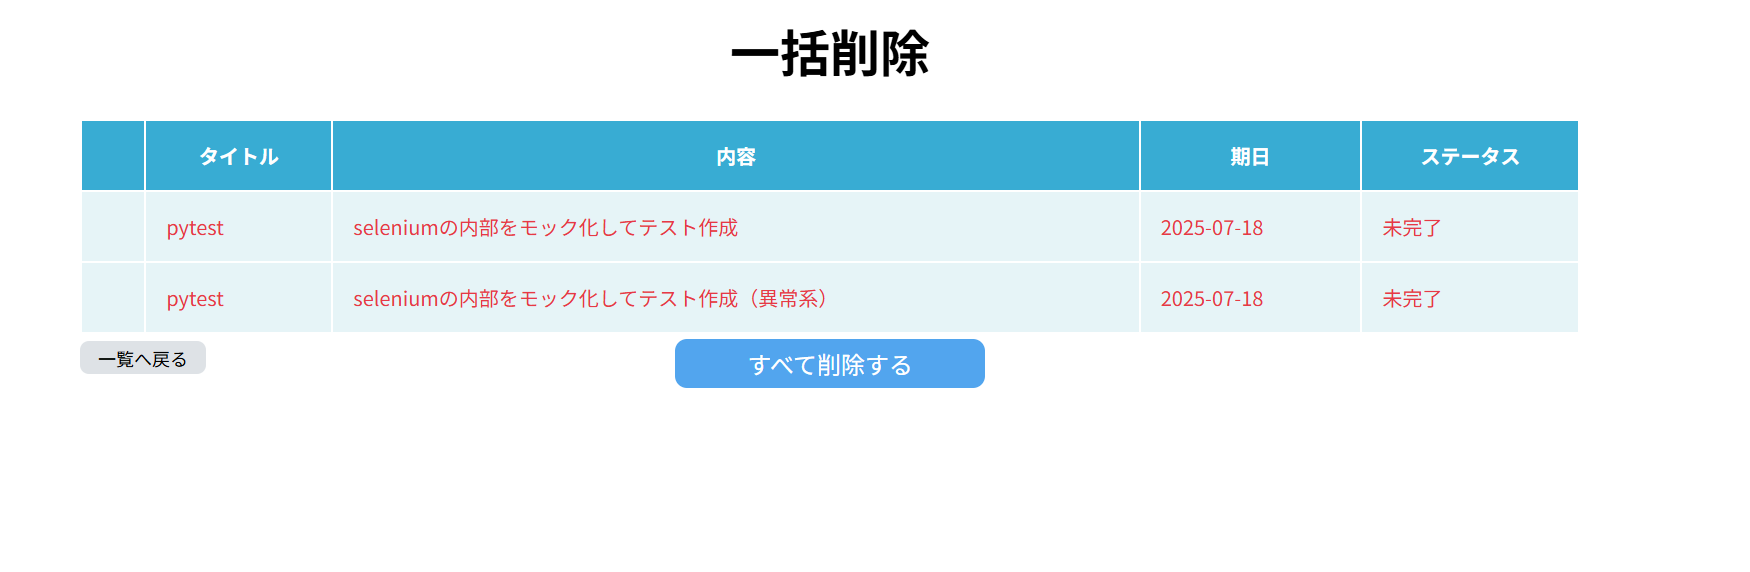 一括削除
タイトル 内容 期日 ステータス
pytest seleniumの内部をモック化してテスト作成 2025-07-18 未完了
pytest seleniumの内部をモック化してテスト作成（異常系） 2025-07-18 未完了
一覧へ戻る すべて削除する